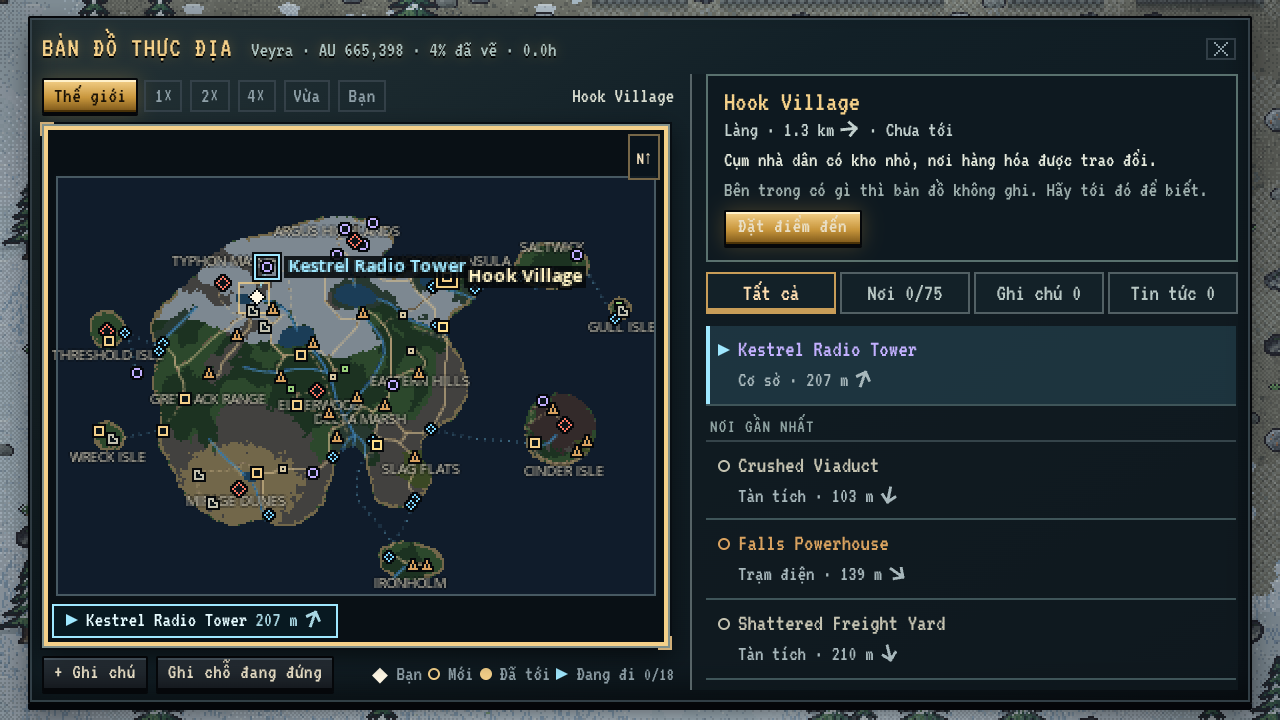 BẢN ĐỒ THỰC ĐỊA Veyra · AU 665,398 · 4% đã vẽ · 0.0h
Thế giới 1X 2X 4X Vừa Bạn Hook Village
N↑
SALTWICK
Kestrel Radio Tower
Hook Village
GULL ISLE
THRESHOLD ISLE
EASTERN HILLS
DELTA MARSH
WRECK ISLE
SLAG FLATS
CINDER ISLE
IRONHOLM
Kestrel Radio Tower 207 m
+ Ghi chú Ghi chỗ đang đứng Bạn Mới Đã tới Đang đi 0/18
Hook Village
Làng · 1.3 km → · Chưa tới
Cụm nhà dân có kho nhỏ, nơi hàng hóa được trao đổi.
Bên trong có gì thì bản đồ không ghi. Hãy tới đó để biết.
Đặt điểm đến
Tất cả Nơi 0/75 Ghi chú 0 Tin tức 0
Kestrel Radio Tower
Cơ sở · 207 m
NƠI GẦN NHẤT
Crushed Viaduct
Tàn tích · 103 m
Falls Powerhouse
Trạm điện · 139 m
Shattered Freight Yard
Tàn tích · 210 m